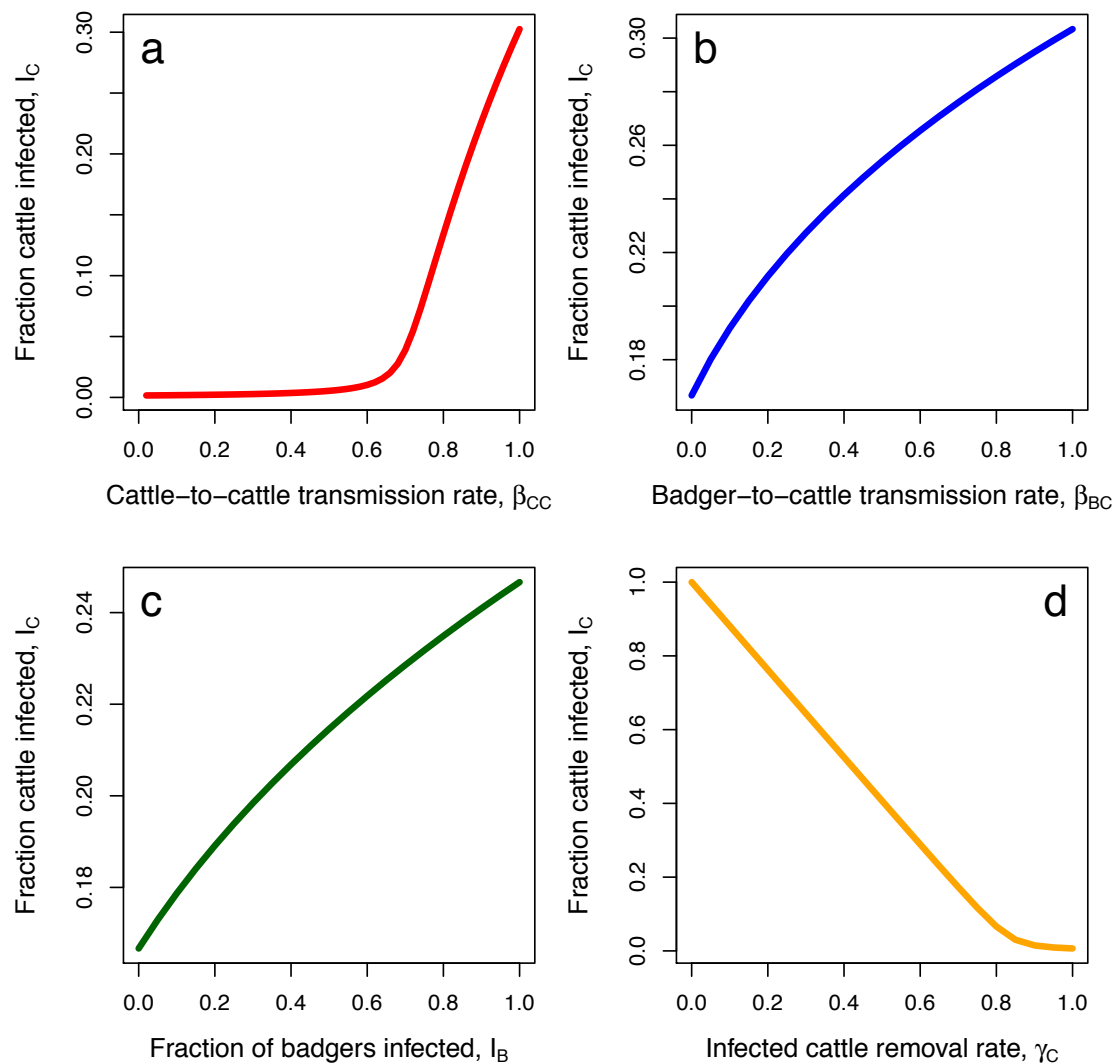 a
Fraction cattle infected, I_C
0.00 0.10 0.20 0.30
0.0 0.2 0.4 0.6 0.8 1.0
Cattle−to−cattle transmission rate, β_CC
b
Fraction cattle infected, I_C
0.18 0.22 0.26 0.30
0.0 0.2 0.4 0.6 0.8 1.0
Badger−to−cattle transmission rate, β_BC
c
Fraction cattle infected, I_C
0.18 0.20 0.22 0.24
0.0 0.2 0.4 0.6 0.8 1.0
Fraction of badgers infected, I_B
d
Fraction cattle infected, I_C
0.0 0.2 0.4 0.6 0.8 1.0
0.0 0.2 0.4 0.6 0.8 1.0
Infected cattle removal rate, γ_C